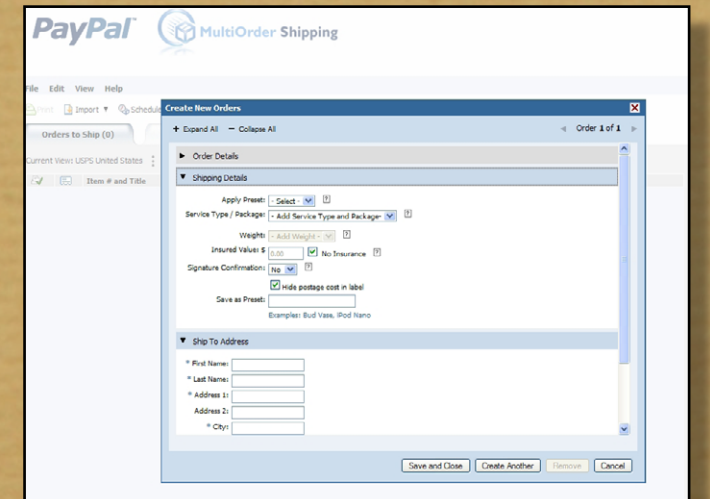 PayPal MultiOrder Shipping
File Edit View Help
Print Import Schedule
Create New Orders
+ Expand All − Collapse All Order 1 of 1
Orders to Ship (0)
Order Details
Current View: USPS United States
Shipping Details
Item # and Title
Apply Preset: - Select - ?
Service Type / Package: - Add Service Type and Package- ?
Weight: - Add Weight - ?
Insured Value: $ 0.00 No Insurance ?
Signature Confirmation: No ?
Hide postage cost in label
Save as Preset:
Examples: Bud Vase, iPod Nano
Ship To Address
* First Name:
* Last Name:
* Address 1:
Address 2:
* City:
Save and Close Create Another Remove Cancel